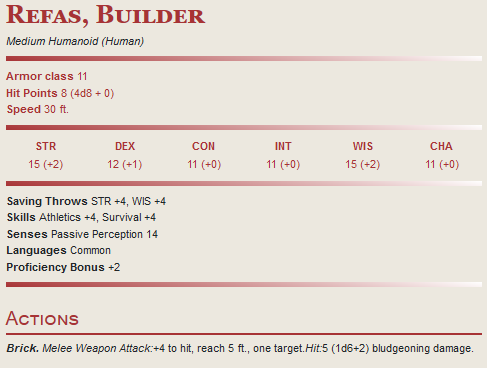 Refas, Builder
Medium Humanoid (Human)
Armor class 11
Hit Points 8 (4d8 + 0)
Speed 30 ft.
STR DEX CON INT WIS CHA
15 (+2) 12 (+1) 11 (+0) 11 (+0) 15 (+2) 11 (+0)
Saving Throws STR +4, WIS +4
Skills Athletics +4, Survival +4
Senses Passive Perception 14
Languages Common
Proficiency Bonus +2
Actions
Brick. Melee Weapon Attack:+4 to hit, reach 5 ft., one target.Hit:5 (1d6+2) bludgeoning damage.